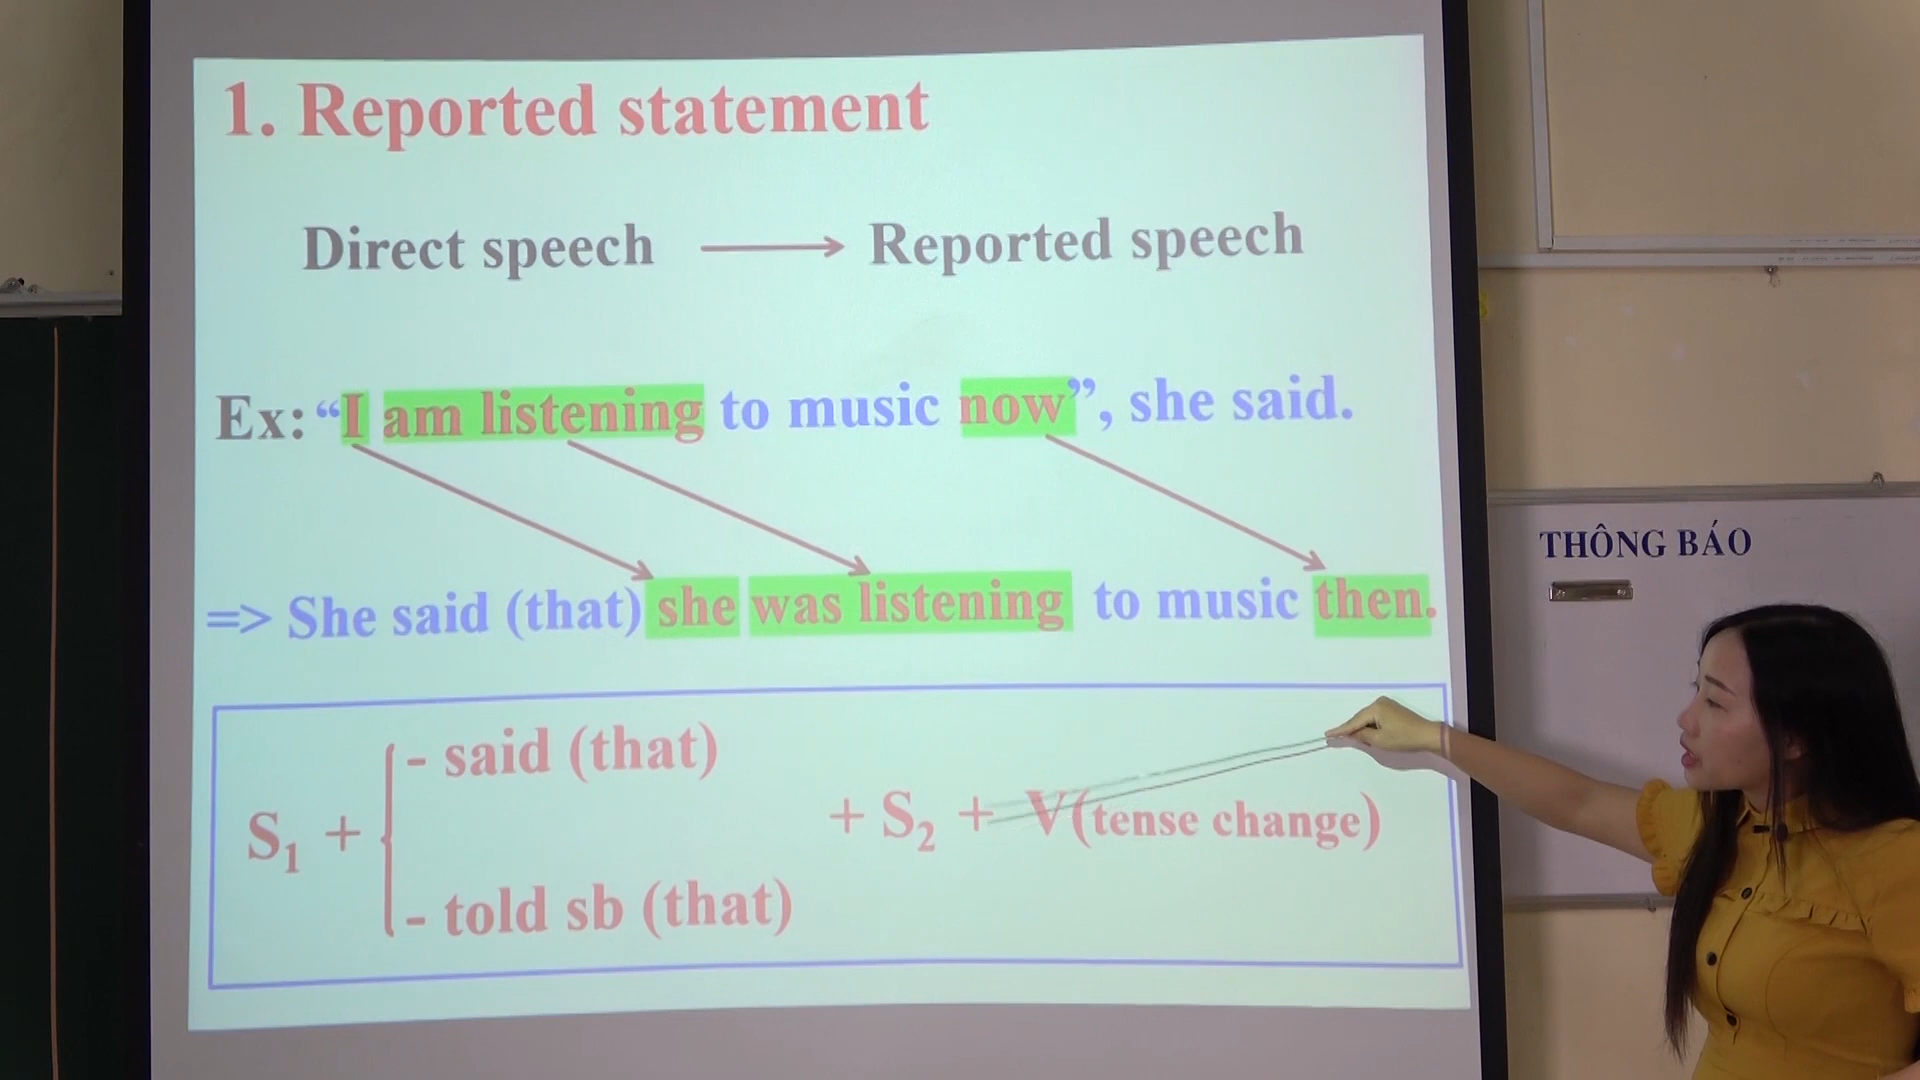 1. Reported statement
Direct speech → Reported speech
Ex: “I am listening to music now”, she said.
=> She said (that) she was listening to music then.
- said (that)
S₁ + { + S₂ + V(tense change)
- told sb (that)
THÔNG BÁO